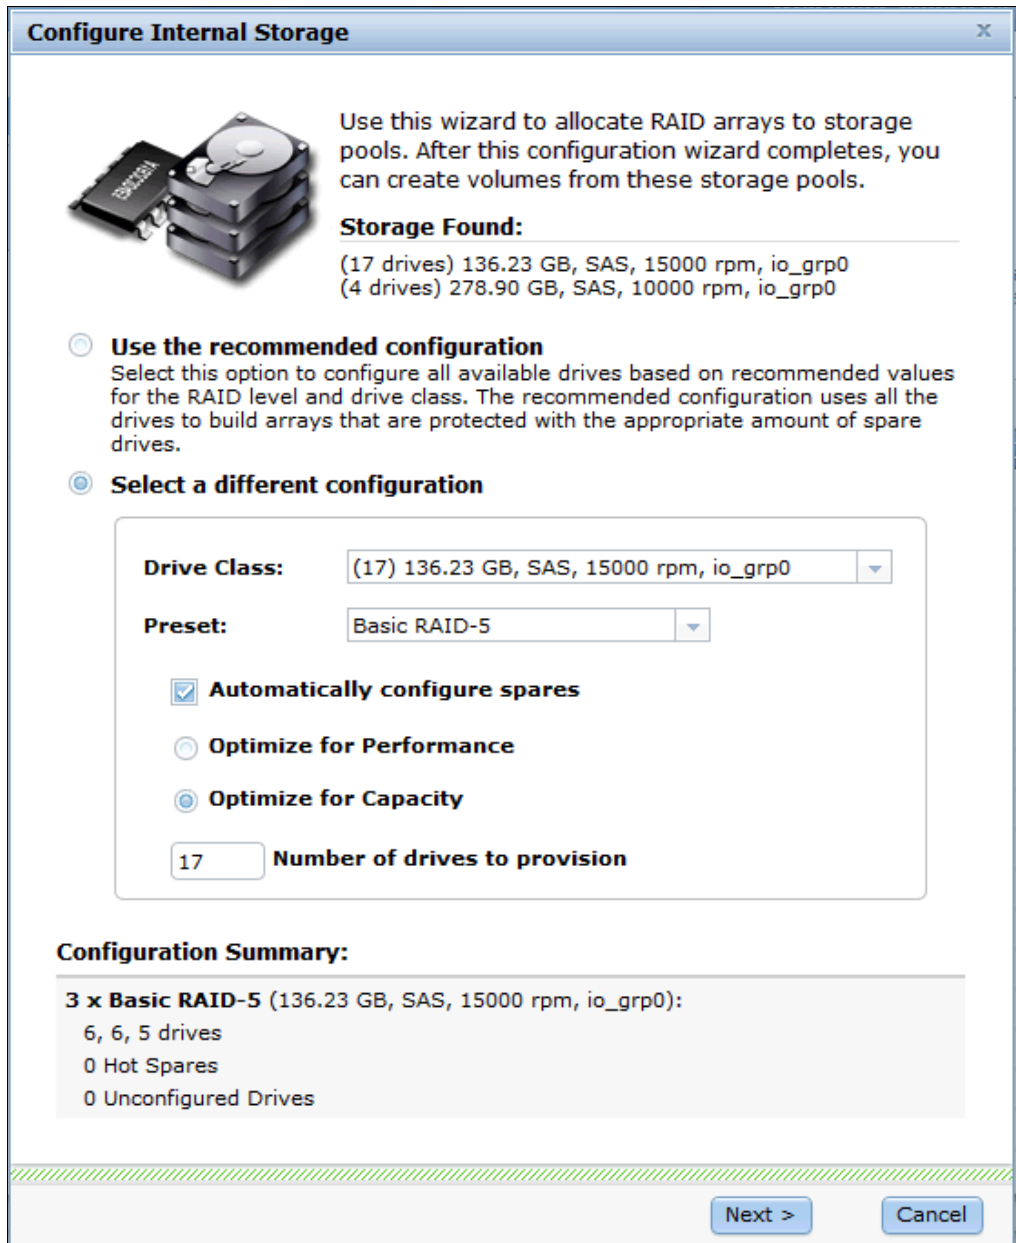 Configure Internal Storage
x
Use this wizard to allocate RAID arrays to storage
pools. After this configuration wizard completes, you
can create volumes from these storage pools.
Storage Found:
(17 drives) 136.23 GB, SAS, 15000 rpm, io_grp0
(4 drives) 278.90 GB, SAS, 10000 rpm, io_grp0
Use the recommended configuration
Select this option to configure all available drives based on recommended values
for the RAID level and drive class. The recommended configuration uses all the
drives to build arrays that are protected with the appropriate amount of spare
drives.
Select a different configuration
Drive Class: (17) 136.23 GB, SAS, 15000 rpm, io_grp0
Preset: Basic RAID-5
Automatically configure spares
Optimize for Performance
Optimize for Capacity
17 Number of drives to provision
Configuration Summary:
3 x Basic RAID-5 (136.23 GB, SAS, 15000 rpm, io_grp0):
6, 6, 5 drives
0 Hot Spares
0 Unconfigured Drives
Next >
Cancel